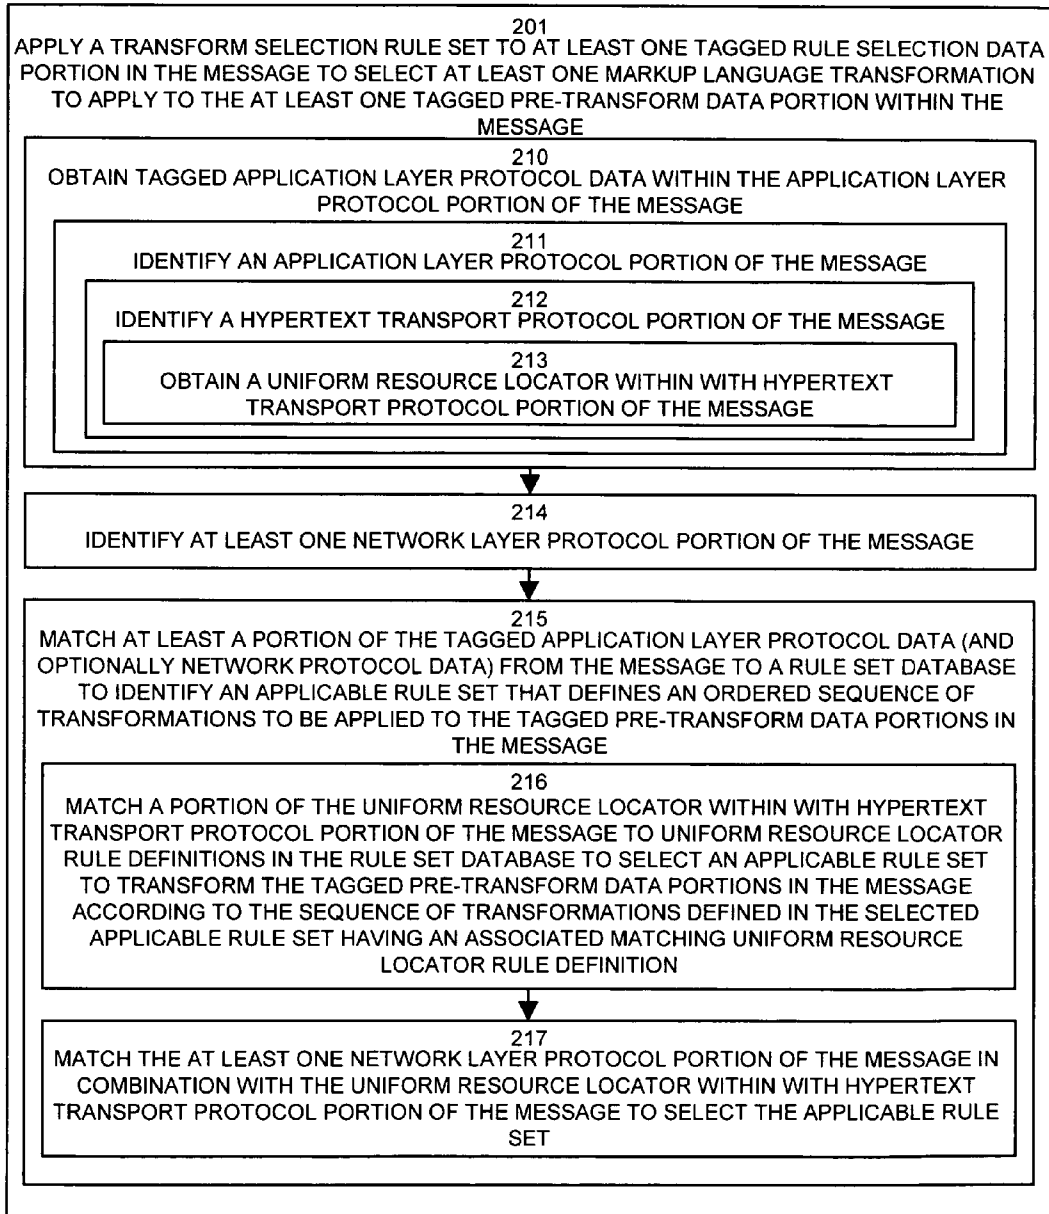 201
APPLY A TRANSFORM SELECTION RULE SET TO AT LEAST ONE TAGGED RULE SELECTION DATA
PORTION IN THE MESSAGE TO SELECT AT LEAST ONE MARKUP LANGUAGE TRANSFORMATION
TO APPLY TO THE AT LEAST ONE TAGGED PRE-TRANSFORM DATA PORTION WITHIN THE
MESSAGE
210
OBTAIN TAGGED APPLICATION LAYER PROTOCOL DATA WITHIN THE APPLICATION LAYER
PROTOCOL PORTION OF THE MESSAGE
211
IDENTIFY AN APPLICATION LAYER PROTOCOL PORTION OF THE MESSAGE
212
IDENTIFY A HYPERTEXT TRANSPORT PROTOCOL PORTION OF THE MESSAGE
213
OBTAIN A UNIFORM RESOURCE LOCATOR WITHIN WITH HYPERTEXT
TRANSPORT PROTOCOL PORTION OF THE MESSAGE
214
IDENTIFY AT LEAST ONE NETWORK LAYER PROTOCOL PORTION OF THE MESSAGE
215
MATCH AT LEAST A PORTION OF THE TAGGED APPLICATION LAYER PROTOCOL DATA (AND
OPTIONALLY NETWORK PROTOCOL DATA) FROM THE MESSAGE TO A RULE SET DATABASE
TO IDENTIFY AN APPLICABLE RULE SET THAT DEFINES AN ORDERED SEQUENCE OF
TRANSFORMATIONS TO BE APPLIED TO THE TAGGED PRE-TRANSFORM DATA PORTIONS IN
THE MESSAGE
216
MATCH A PORTION OF THE UNIFORM RESOURCE LOCATOR WITHIN WITH HYPERTEXT
TRANSPORT PROTOCOL PORTION OF THE MESSAGE TO UNIFORM RESOURCE LOCATOR
RULE DEFINITIONS IN THE RULE SET DATABASE TO SELECT AN APPLICABLE RULE SET
TO TRANSFORM THE TAGGED PRE-TRANSFORM DATA PORTIONS IN THE MESSAGE
ACCORDING TO THE SEQUENCE OF TRANSFORMATIONS DEFINED IN THE SELECTED
APPLICABLE RULE SET HAVING AN ASSOCIATED MATCHING UNIFORM RESOURCE
LOCATOR RULE DEFINITION
217
MATCH THE AT LEAST ONE NETWORK LAYER PROTOCOL PORTION OF THE MESSAGE IN
COMBINATION WITH THE UNIFORM RESOURCE LOCATOR WITHIN WITH HYPERTEXT
TRANSPORT PROTOCOL PORTION OF THE MESSAGE TO SELECT THE APPLICABLE RULE
SET